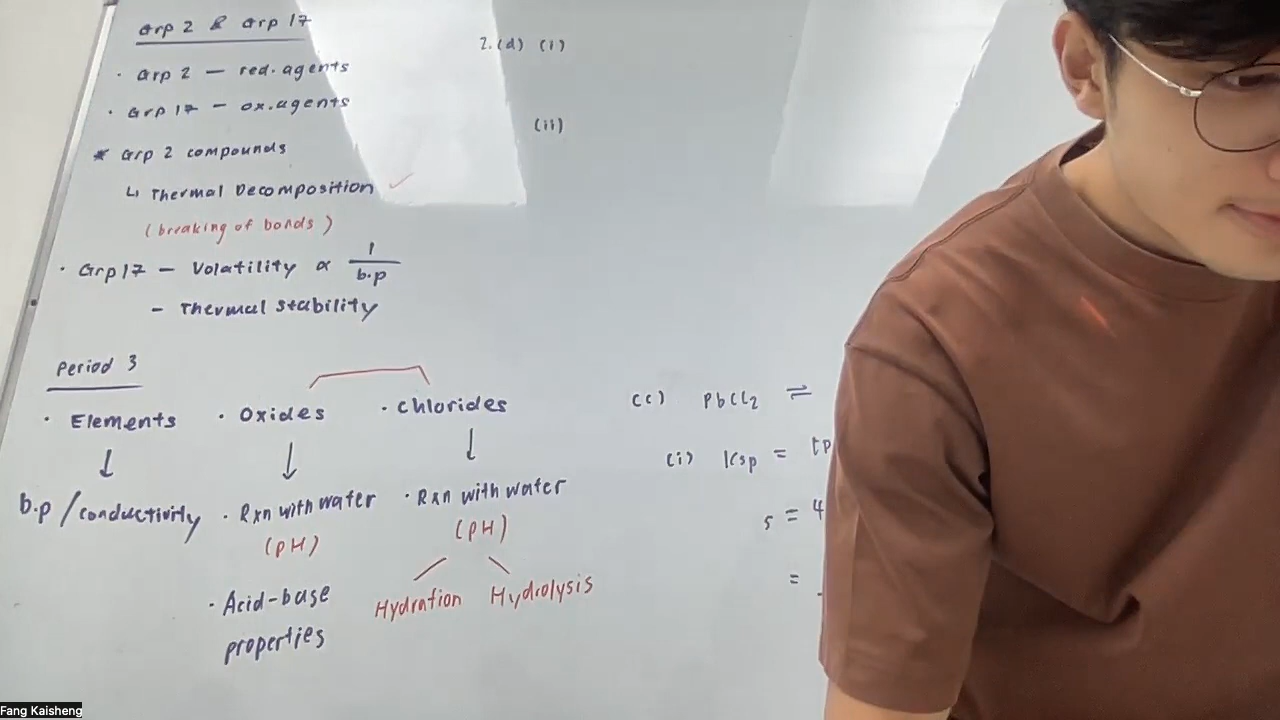 Grp 2 & Grp 17
· Grp 2 — red. agents
· Grp 17 — ox. agents
* Grp 2 compounds
↳ Thermal Decomposition ✓
(breaking of bonds)
· Grp 17 — Volatility ∝ 1/b.p
— Thermal stability
Period 3
· Elements · Oxides · Chlorides
↓ ↓ ↓
b.p / conductivity · Rxn with water · Rxn with water
(pH) (pH)
· Acid-base Hydration Hydrolysis
properties
2. (d) (i)
(ii)
(c) PbCl2 ⇌
(i) Ksp =
= 4
=
Fang Kaisheng